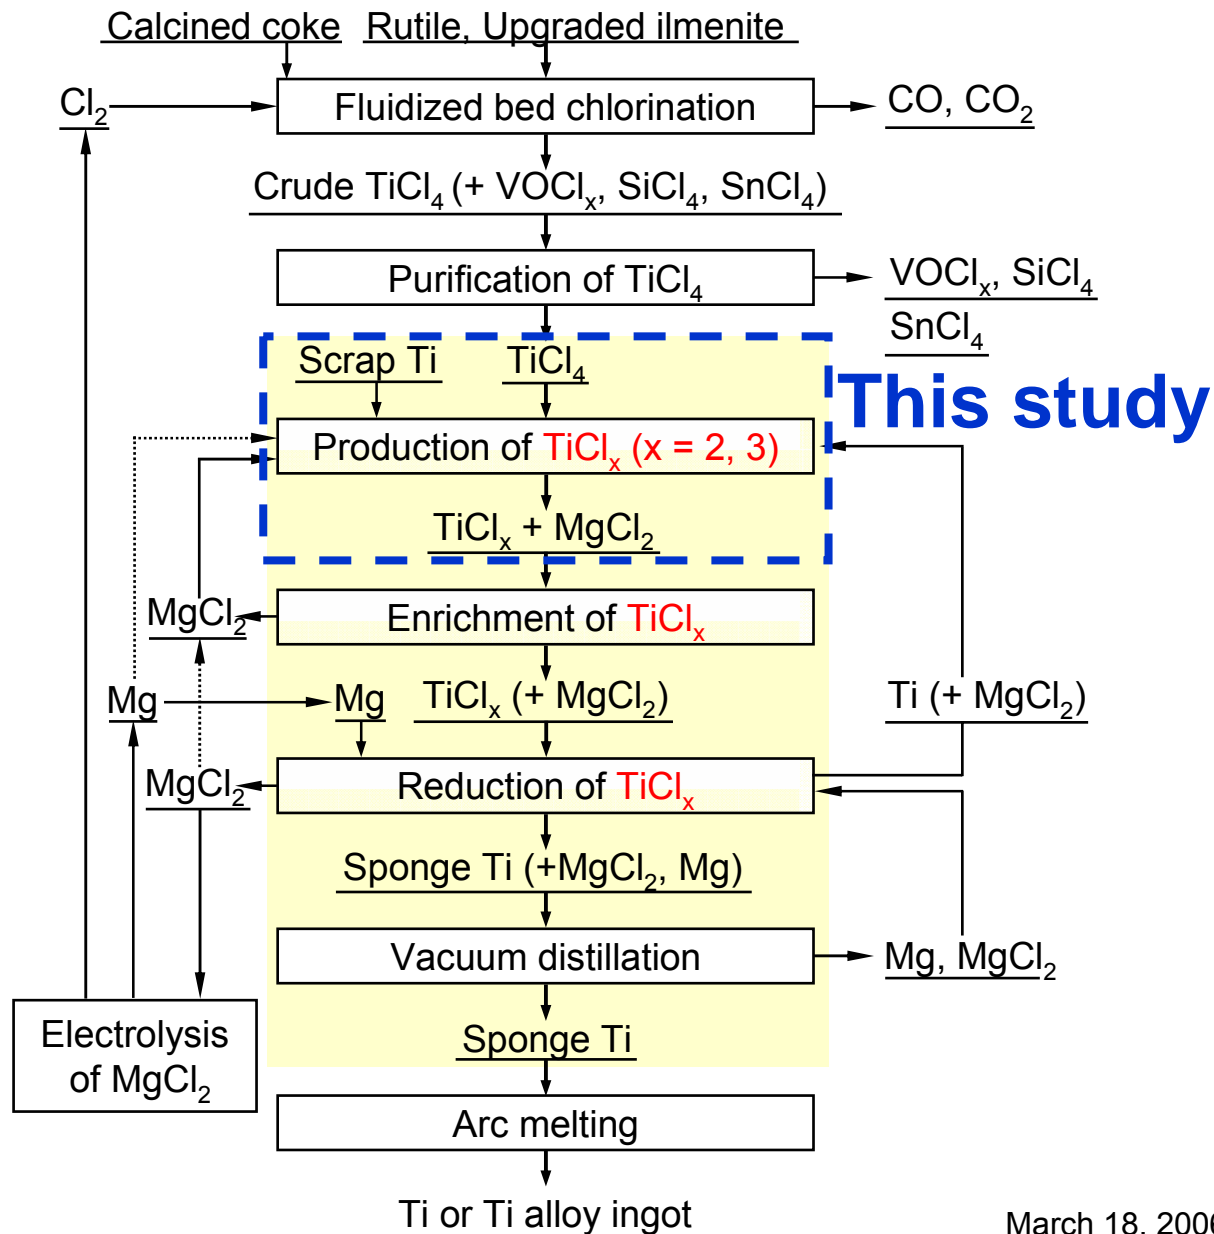 Calcined coke
Rutile, Upgraded ilmenite
Cl₂
Fluidized bed chlorination
CO, CO₂
Crude TiCl₄ (+ VOClₓ, SiCl₄, SnCl₄)
Purification of TiCl₄
VOClₓ, SiCl₄
SnCl₄
Scrap Ti
TiCl₄
This study
Production of TiClₓ (x = 2, 3)
TiClₓ + MgCl₂
MgCl₂
Enrichment of TiClₓ
Mg
Mg
TiClₓ (+ MgCl₂)
Ti (+ MgCl₂)
MgCl₂
Reduction of TiClₓ
Sponge Ti (+MgCl₂, Mg)
Vacuum distillation
Mg, MgCl₂
Electrolysis
of MgCl₂
Sponge Ti
Arc melting
Ti or Ti alloy ingot
March 18, 2006